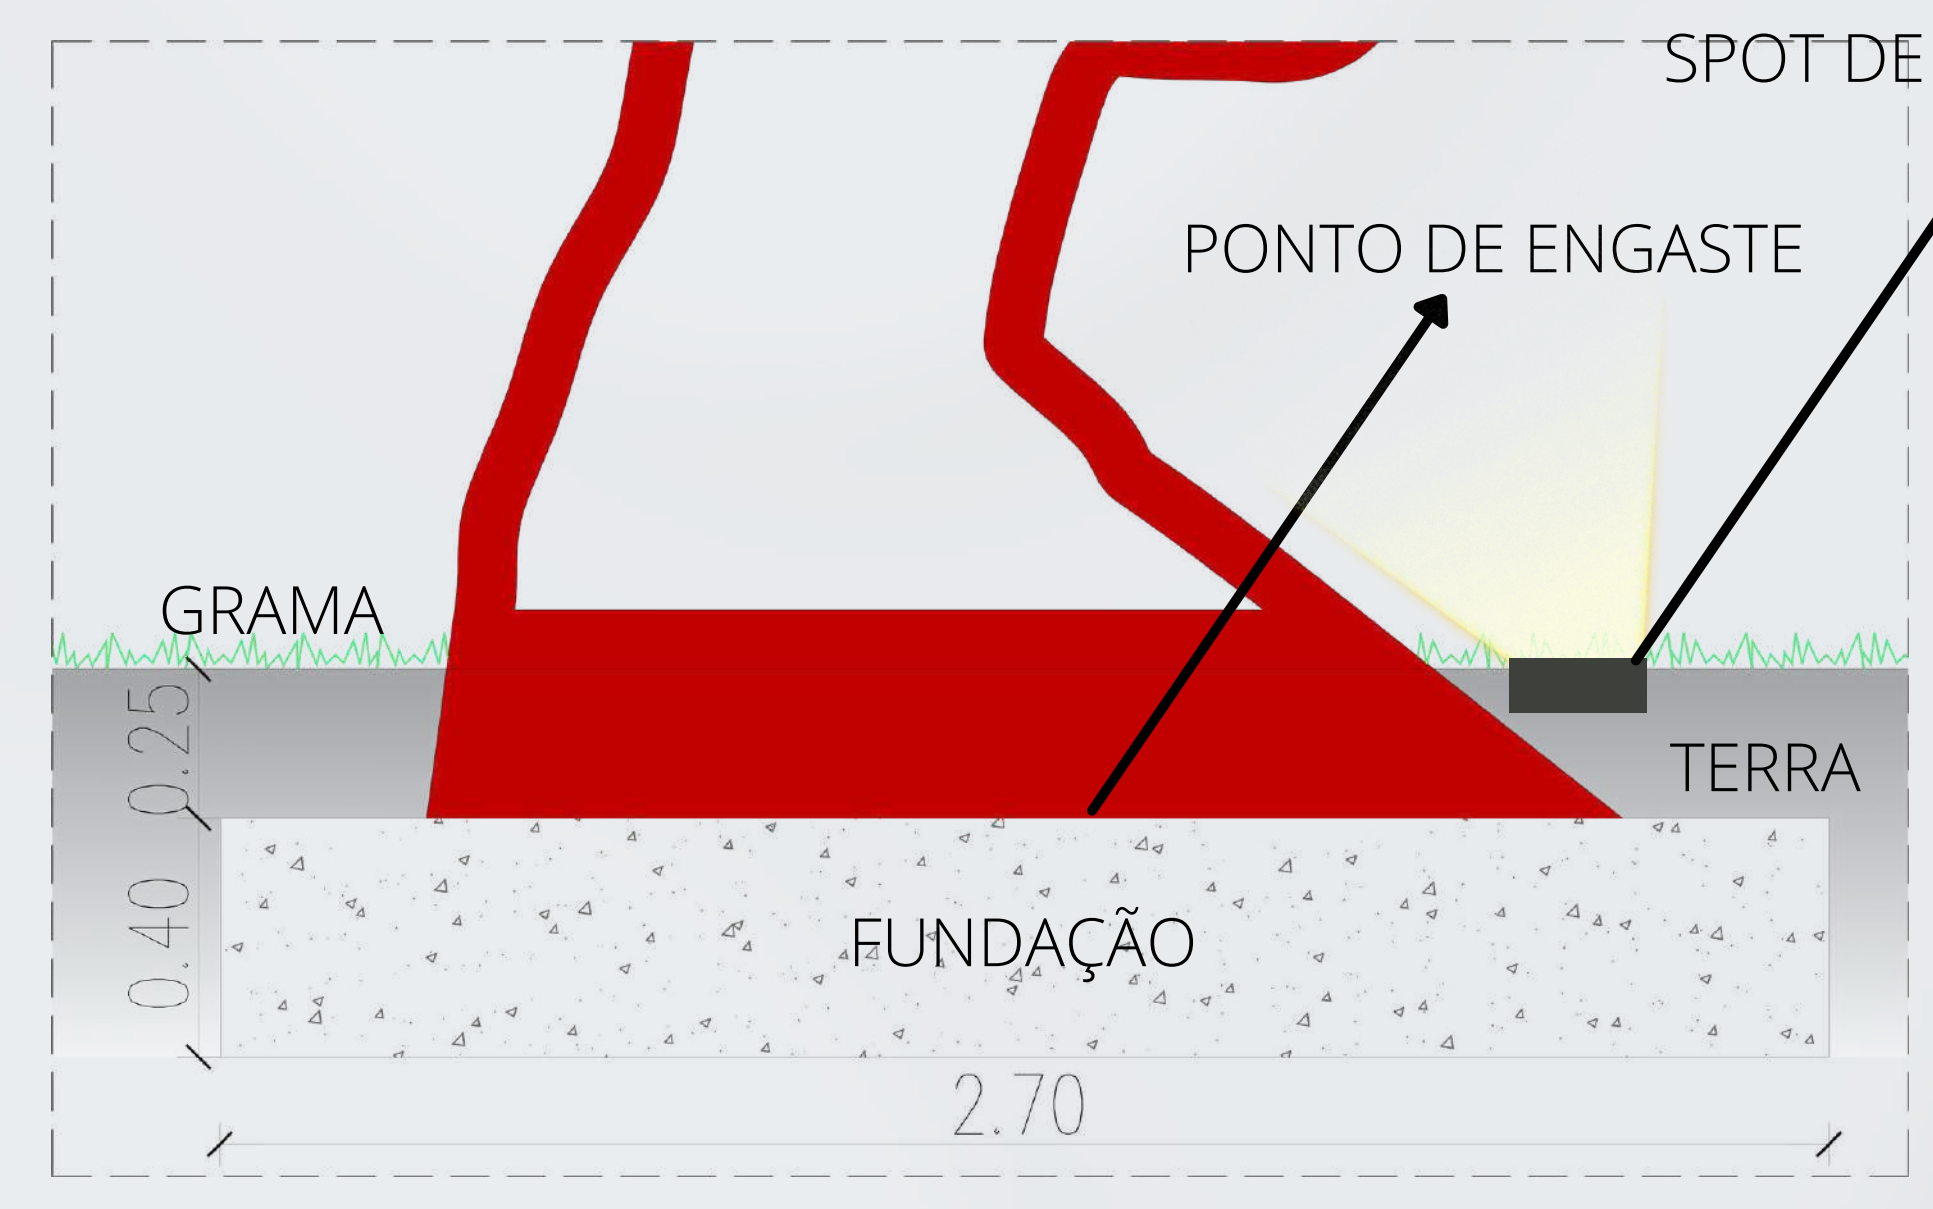 SPOT DE
PONTO DE ENGASTE
GRAMA
0.25
TERRA
0.40
FUNDAÇÃO
2.70